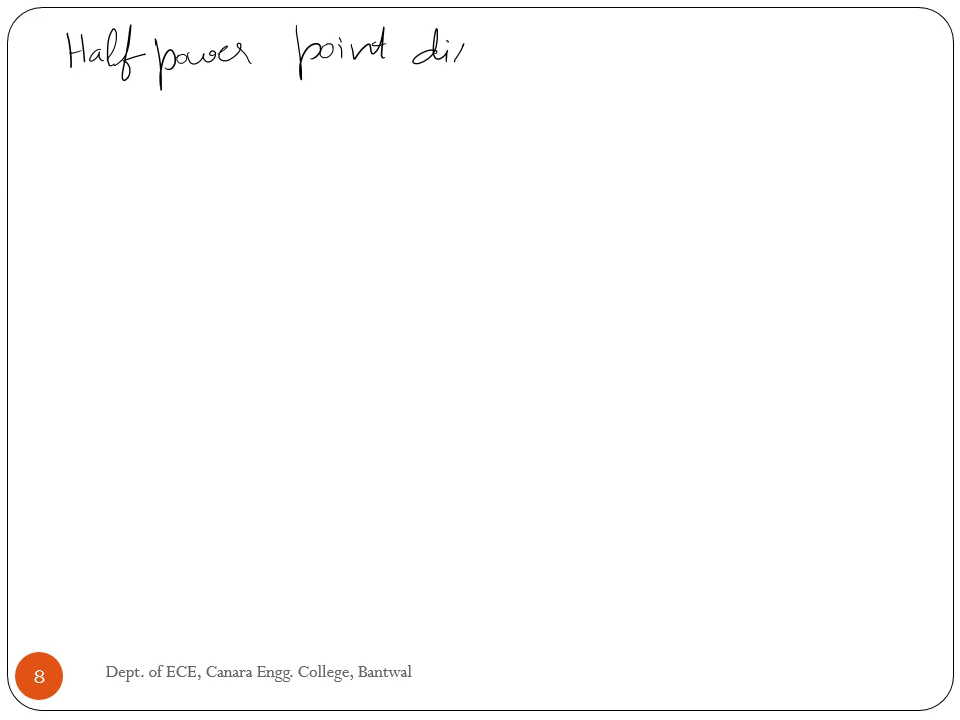 Half power point di
8
Dept. of ECE, Canara Engg. College, Bantwal